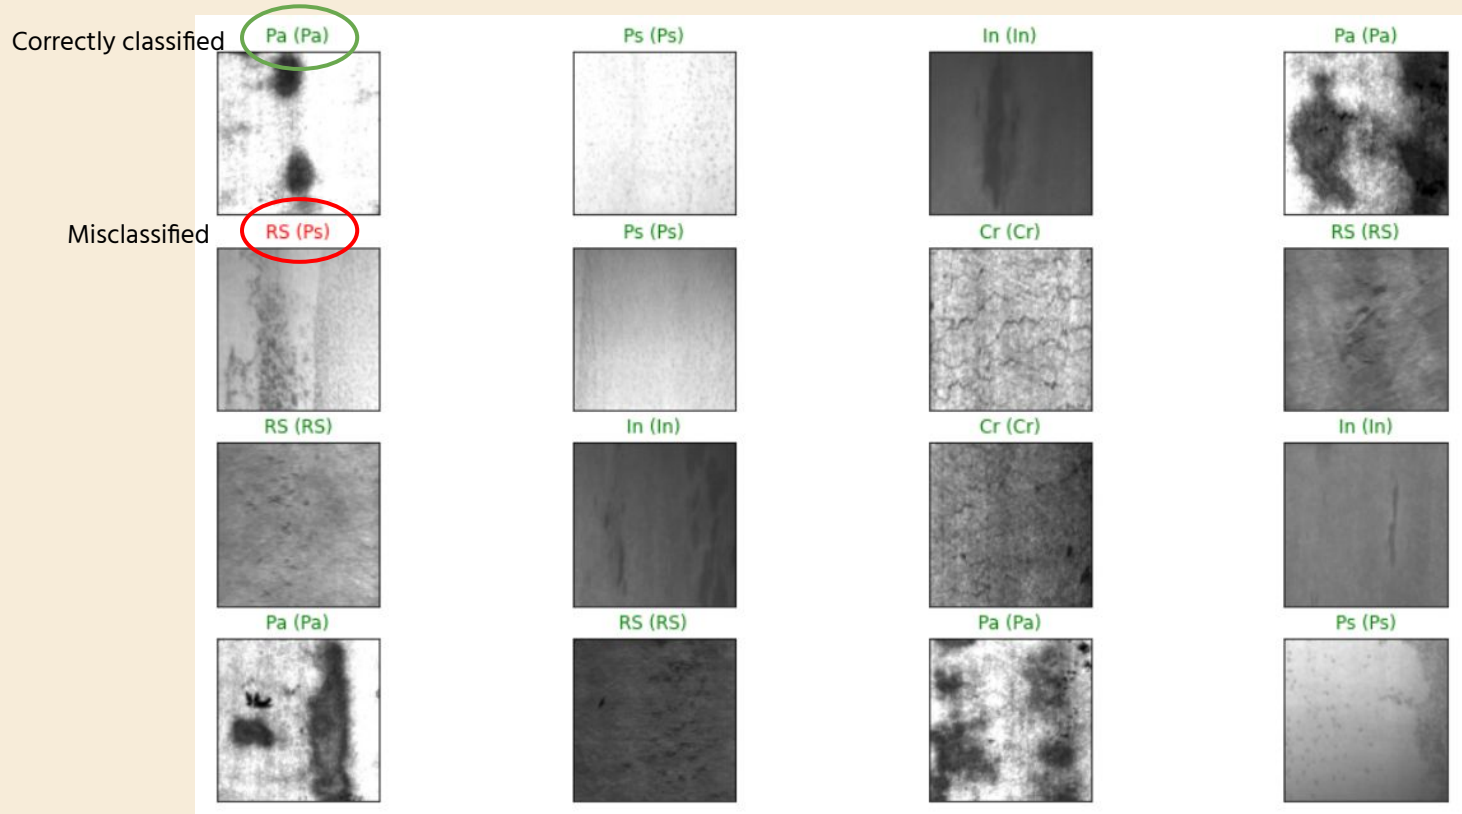 Correctly classified
Pa (Pa)
Ps (Ps)
In (In)
Pa (Pa)
Misclassified
RS (Ps)
Ps (Ps)
Cr (Cr)
RS (RS)
RS (RS)
In (In)
Cr (Cr)
In (In)
Pa (Pa)
RS (RS)
Pa (Pa)
Ps (Ps)